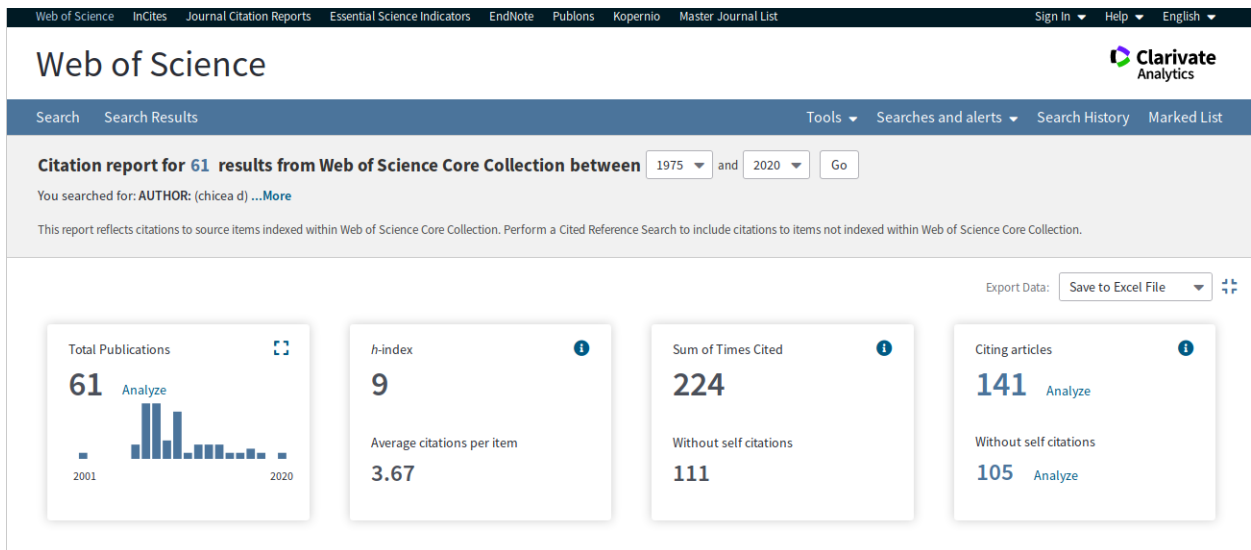 Web of Science InCites Journal Citation Reports Essential Science Indicators EndNote Publons Kopernio Master Journal List Sign In Help English
Web of Science
Clarivate
Analytics
Search Search Results Tools Searches and alerts Search History Marked List
Citation report for 61 results from Web of Science Core Collection between 1975 and 2020 Go
You searched for: AUTHOR: (chicea d) ...More
This report reflects citations to source items indexed within Web of Science Core Collection. Perform a Cited Reference Search to include citations to items not indexed within Web of Science Core Collection.
Export Data: Save to Excel File
Total Publications
61 Analyze
2001 2020
h-index
9
Average citations per item
3.67
Sum of Times Cited
224
Without self citations
111
Citing articles
141 Analyze
Without self citations
105 Analyze